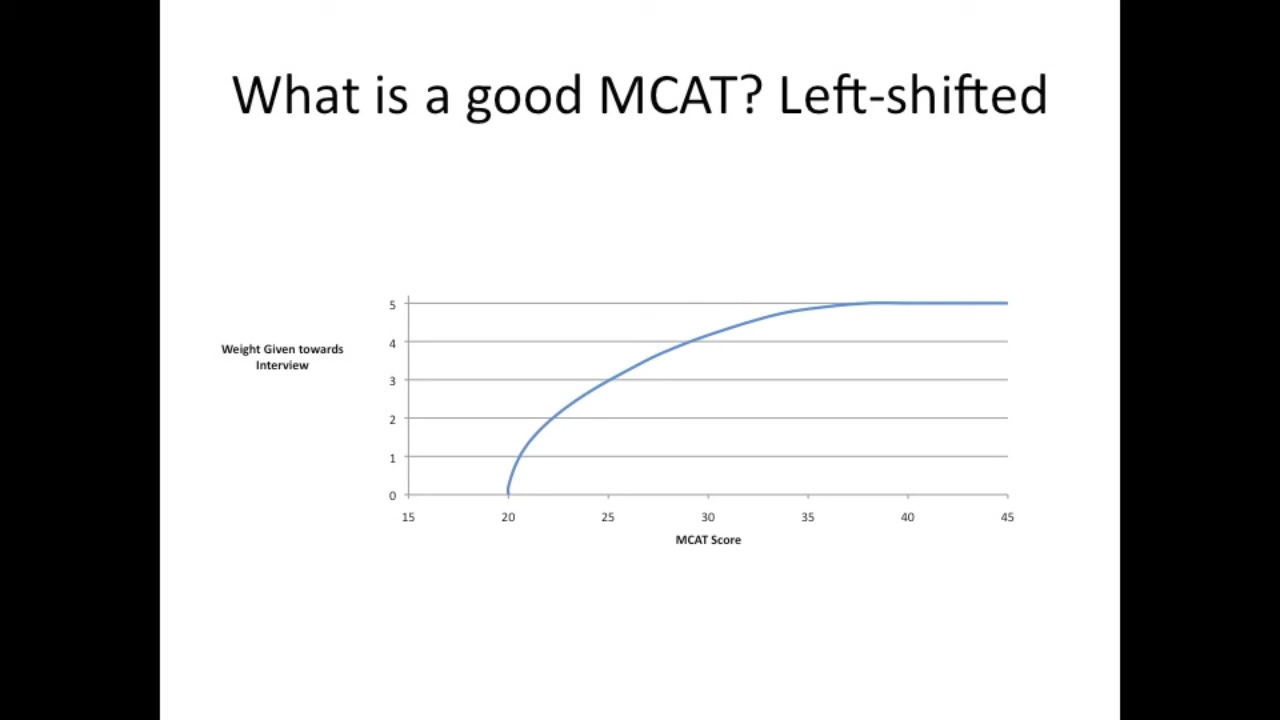 What is a good MCAT? Left-shifted
5
4
3
2
1
0
Weight Given towards
Interview
15 20 25 30 35 40 45
MCAT Score